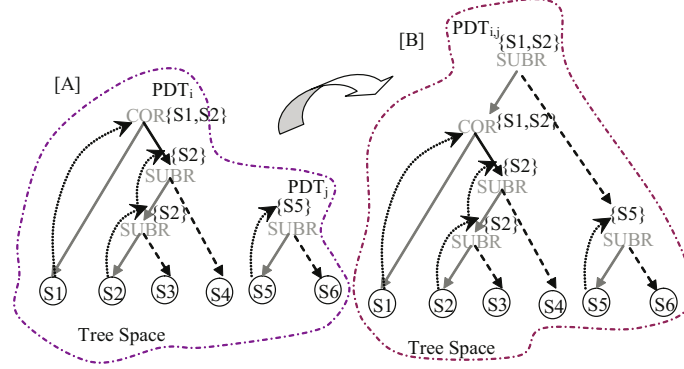 [A]
PDTi
COR{S1,S2}
{S2}
SUBR
{S2}
SUBR
PDTj
{S5}
SUBR
S1
S2
S3
S4
S5
S6
Tree Space
[B]
PDTi,j
{S1,S2}
SUBR
COR
{S1,S2}
{S2}
SUBR
{S2}
SUBR
{S5}
SUBR
S1
S2
S3
S4
S5
S6
Tree Space